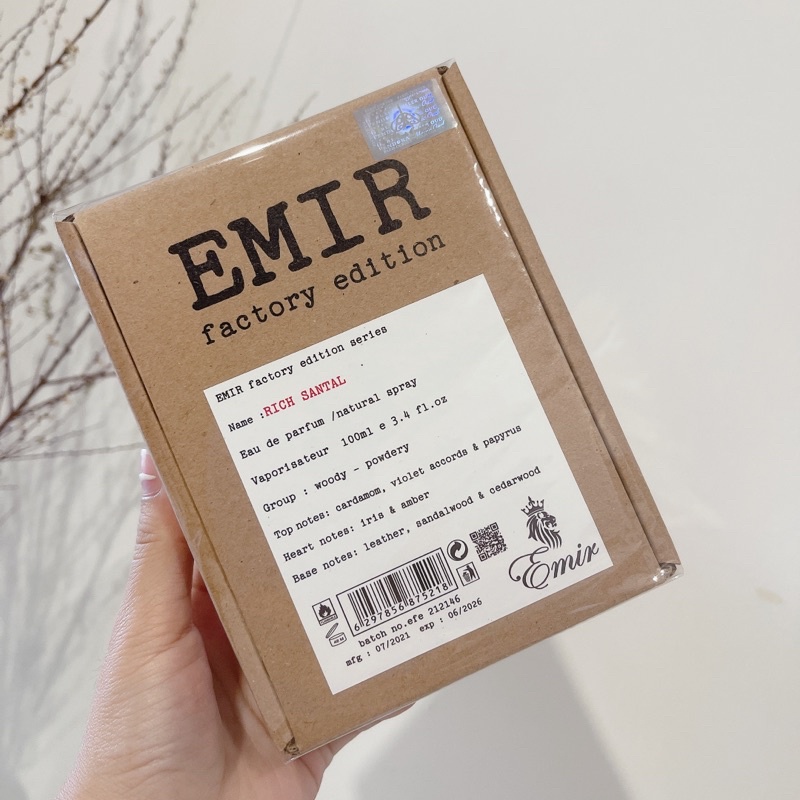 EMIR
factory edition
EMIR factory edition series
Name :RICH SANTAL
Eau de parfum /natural spray
Vaporisateur 100ml e 3.4 fl.oz
Group : woody - powdery
Top notes: cardamom, violet accords & papyrus
Heart notes: iris & amber
Base notes: leather, sandalwood & cedarwood
Emir
6 297856 875218
batch no.efe 212146
mfg : 07/2021 exp : 06/2026